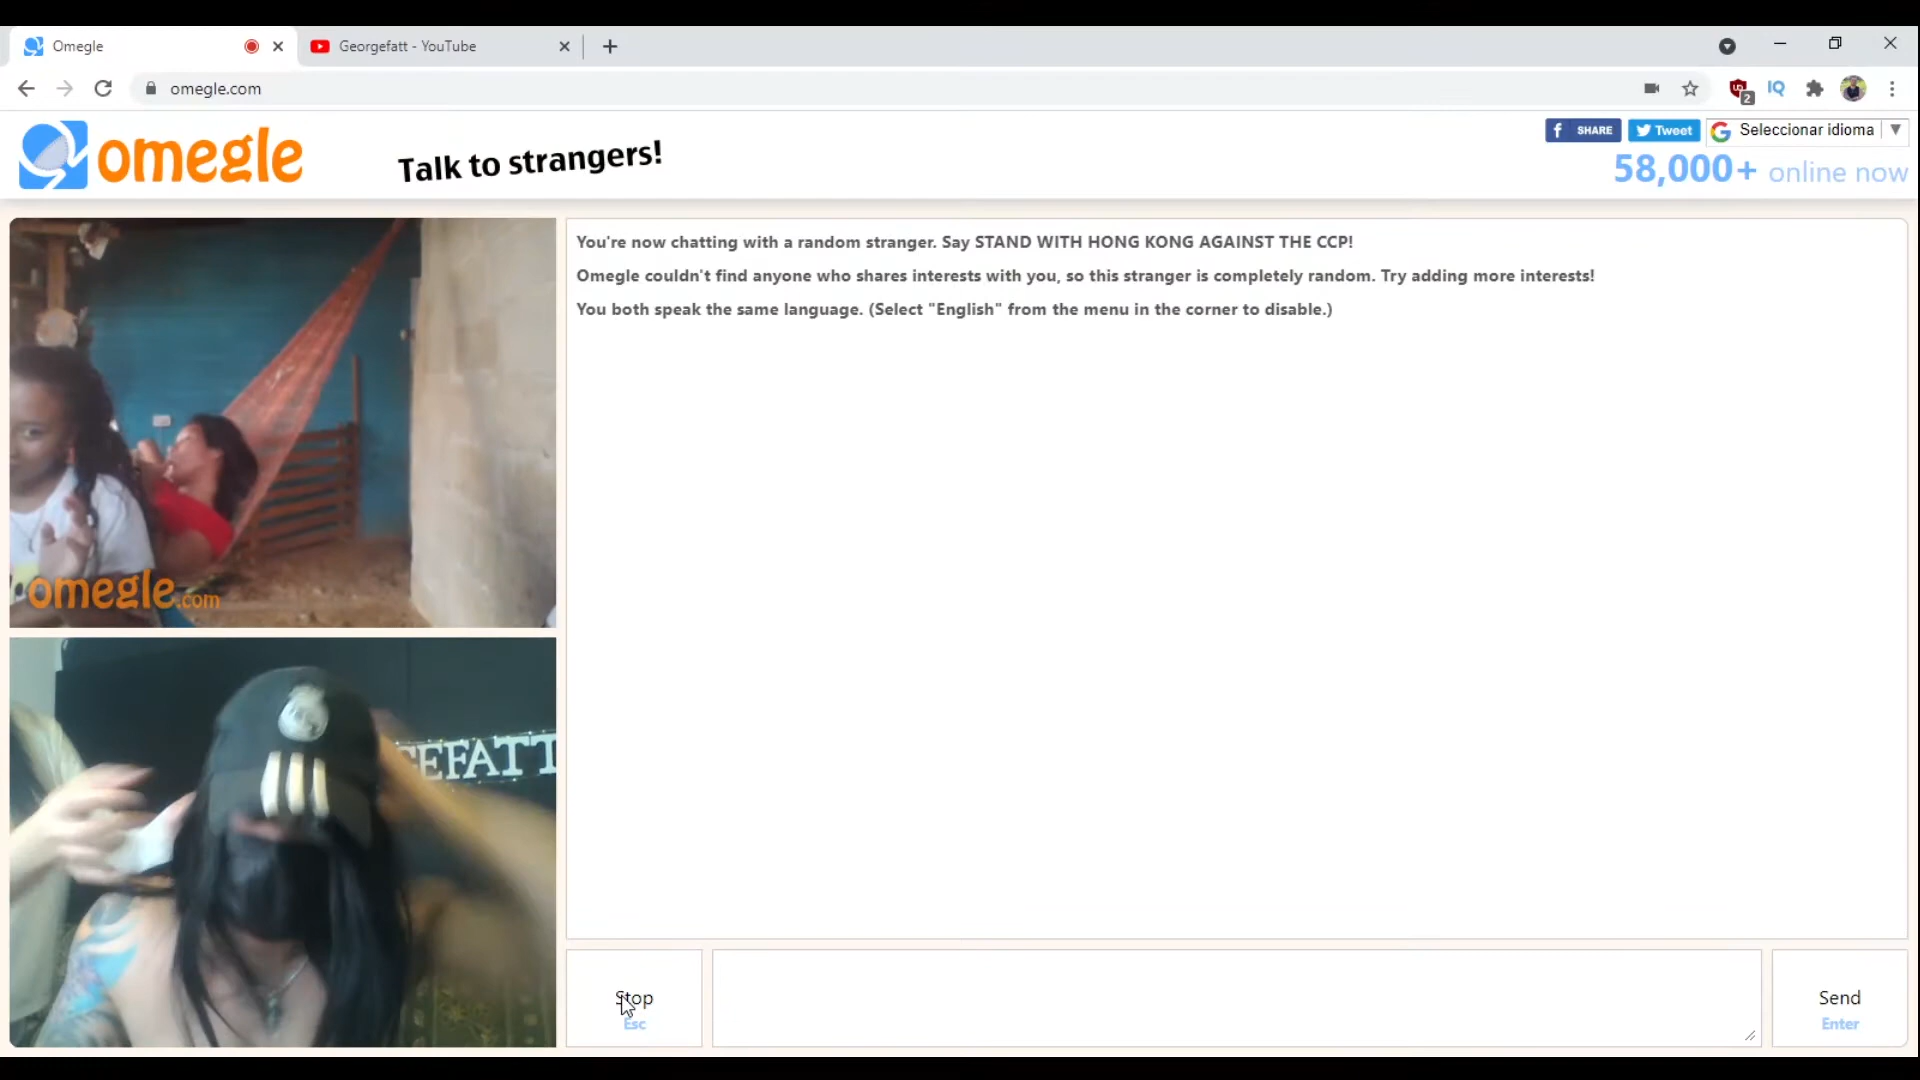 Omegle
Georgefatt - YouTube
omegle.com
IQ
2
omegle
Talk to strangers!
SHARE
Tweet
Seleccionar idioma
58,000+ online now
You're now chatting with a random stranger. Say STAND WITH HONG KONG AGAINST THE CCP!
Omegle couldn't find anyone who shares interests with you, so this stranger is completely random. Try adding more interests!
You both speak the same language. (Select "English" from the menu in the corner to disable.)
omegle.com
EFATT
Stop
Esc
Send
Enter